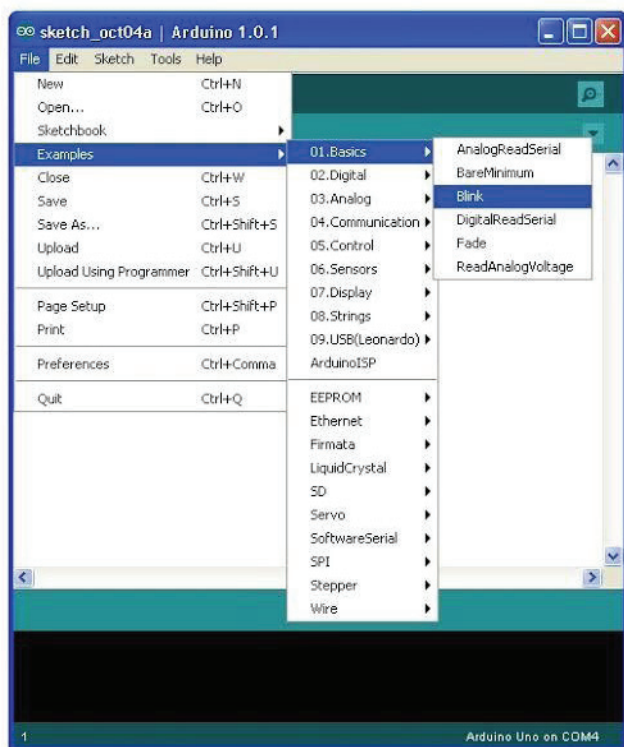 sketch_oct04a | Arduino 1.0.1
File Edit Sketch Tools Help
New Ctrl+N
Open... Ctrl+O
Sketchbook
Examples
Close Ctrl+W
Save Ctrl+S
Save As... Ctrl+Shift+S
Upload Ctrl+U
Upload Using Programmer Ctrl+Shift+U
Page Setup Ctrl+Shift+P
Print Ctrl+P
Preferences Ctrl+Comma
Quit Ctrl+Q
01.Basics
02.Digital
03.Analog
04.Communication
05.Control
06.Sensors
07.Display
08.Strings
09.USB(Leonardo)
ArduinoISP
EEPROM
Ethernet
Firmata
LiquidCrystal
SD
Servo
SoftwareSerial
SPI
Stepper
Wire
AnalogReadSerial
BareMinimum
Blink
DigitalReadSerial
Fade
ReadAnalogVoltage
1 Arduino Uno on COM4